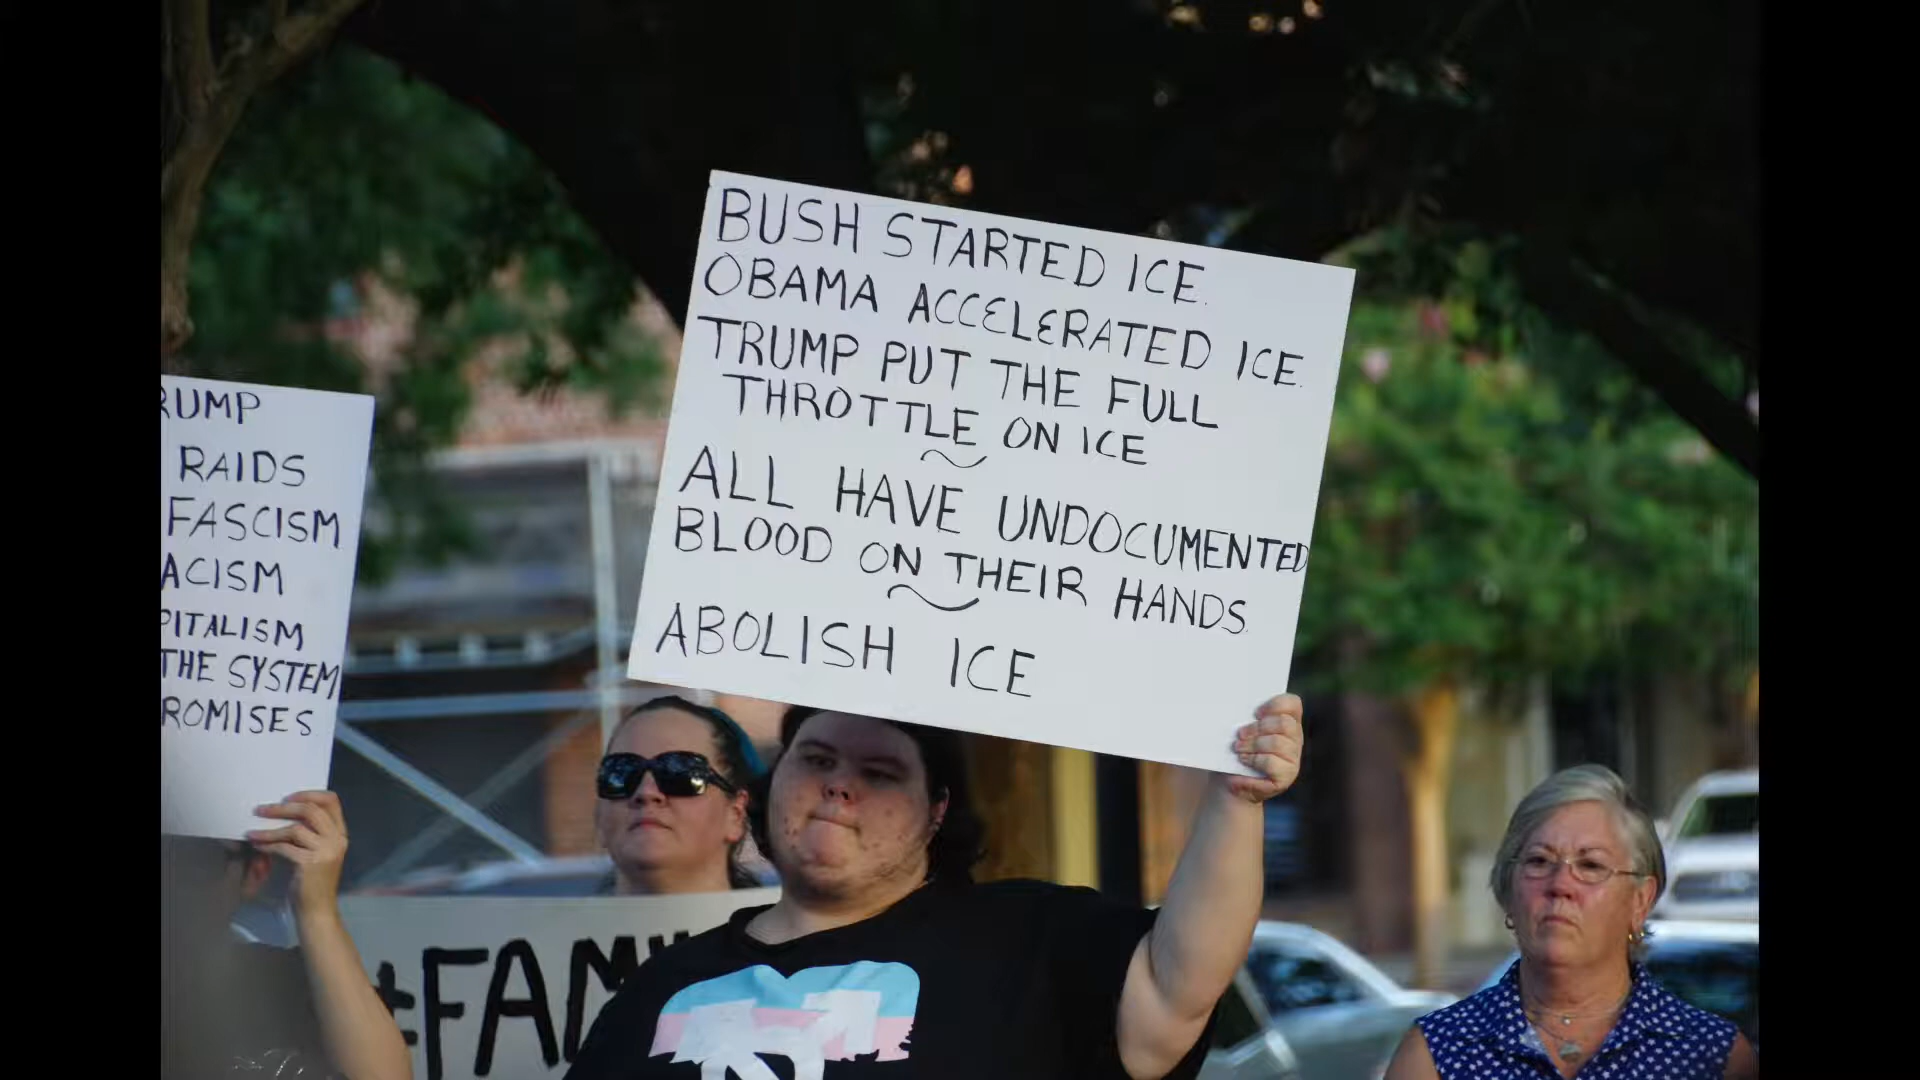 BUSH STARTED ICE.
OBAMA ACCELERATED ICE.
TRUMP PUT THE FULL
THROTTLE ON ICE
ALL HAVE UNDOCUMENTED
BLOOD ON THEIR HANDS.
ABOLISH ICE
RUMP
RAIDS
FASCISM
ACISM
PITALISM
THE SYSTEM
ROMISES
#FAMI